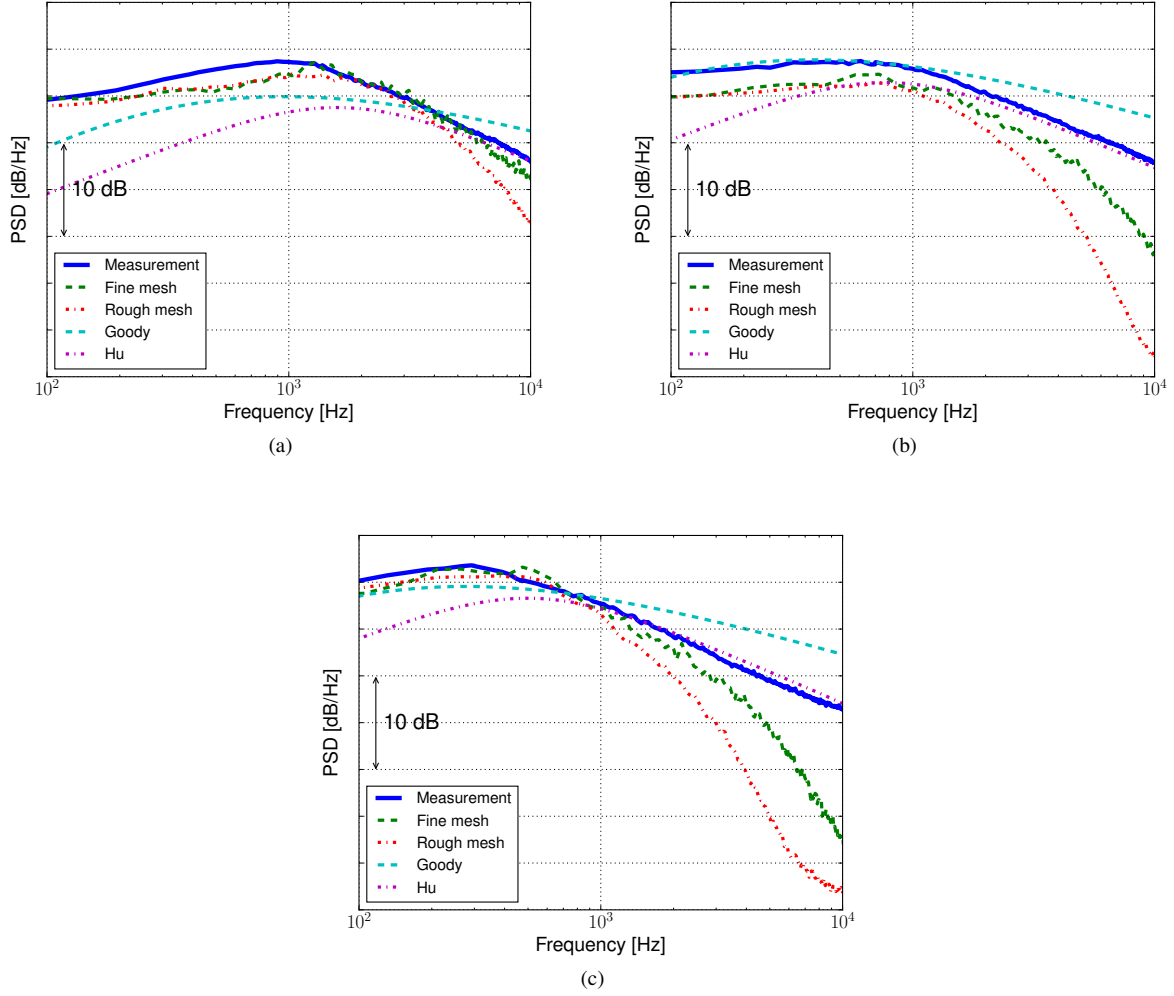 PSD [dB/Hz]
10 dB
Measurement
Fine mesh
Rough mesh
Goody
Hu
10² 10³ 10⁴
Frequency [Hz]
(a)
PSD [dB/Hz]
10 dB
Measurement
Fine mesh
Rough mesh
Goody
Hu
10² 10³ 10⁴
Frequency [Hz]
(b)
PSD [dB/Hz]
10 dB
Measurement
Fine mesh
Rough mesh
Goody
Hu
10² 10³ 10⁴
Frequency [Hz]
(c)